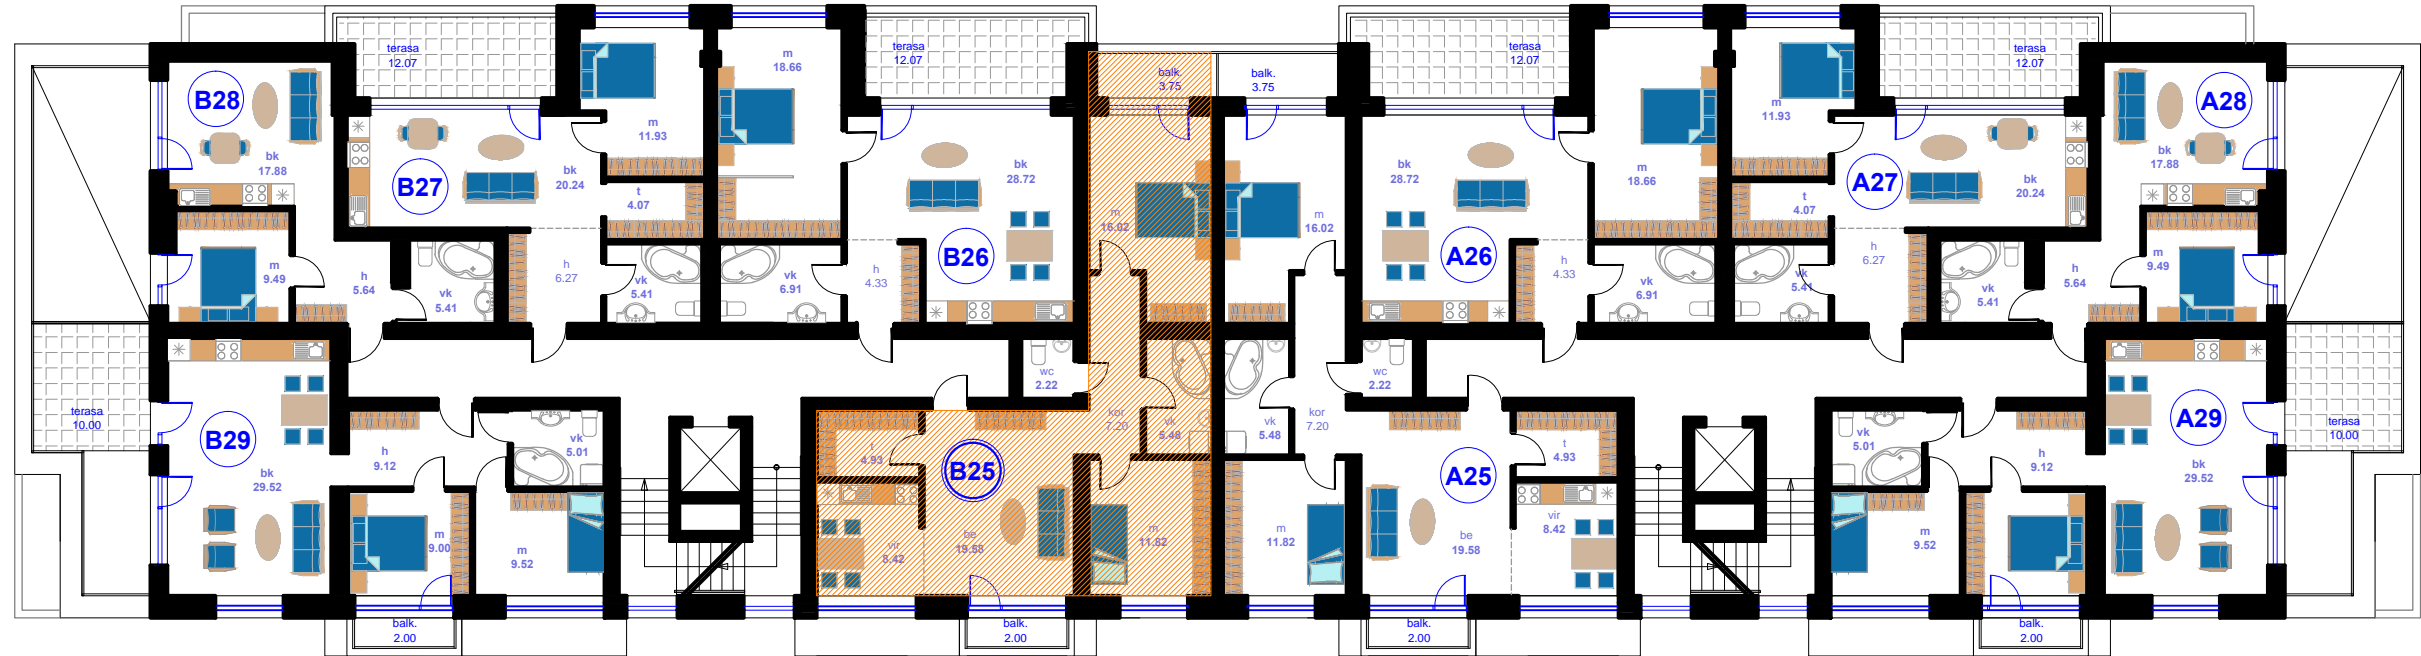 terasa
12.07
m
18.66
terasa
12.07
balk.
3.75
balk.
3.75
terasa
12.07
m
11.93
terasa
12.07
B28
bk
17.88
m
11.93
B27
bk
20.24
t
4.07
bk
28.72
B26
m
16.02
m
16.02
bk
28.72
A26
m
18.66
t
4.07
A27
bk
20.24
A28
bk
17.88
m
9.49
h
5.64
vk
5.41
h
6.27
vk
5.41
vk
6.91
h
4.33
h
4.33
vk
6.91
vk
5.41
h
6.27
vk
5.41
h
5.64
m
9.49
wc
2.22
wc
2.22
terasa
10.00
B29
bk
29.52
h
9.12
vk
5.01
t
4.93
B25
kor
7.20
vk
5.48
vk
5.48
kor
7.20
A25
t
4.93
vk
5.01
h
9.12
A29
bk
29.52
terasa
10.00
m
9.00
m
9.52
vir
8.42
be
19.58
m
11.82
m
11.82
be
19.58
vir
8.42
m
9.52
balk.
2.00
balk.
2.00
balk.
2.00
balk.
2.00